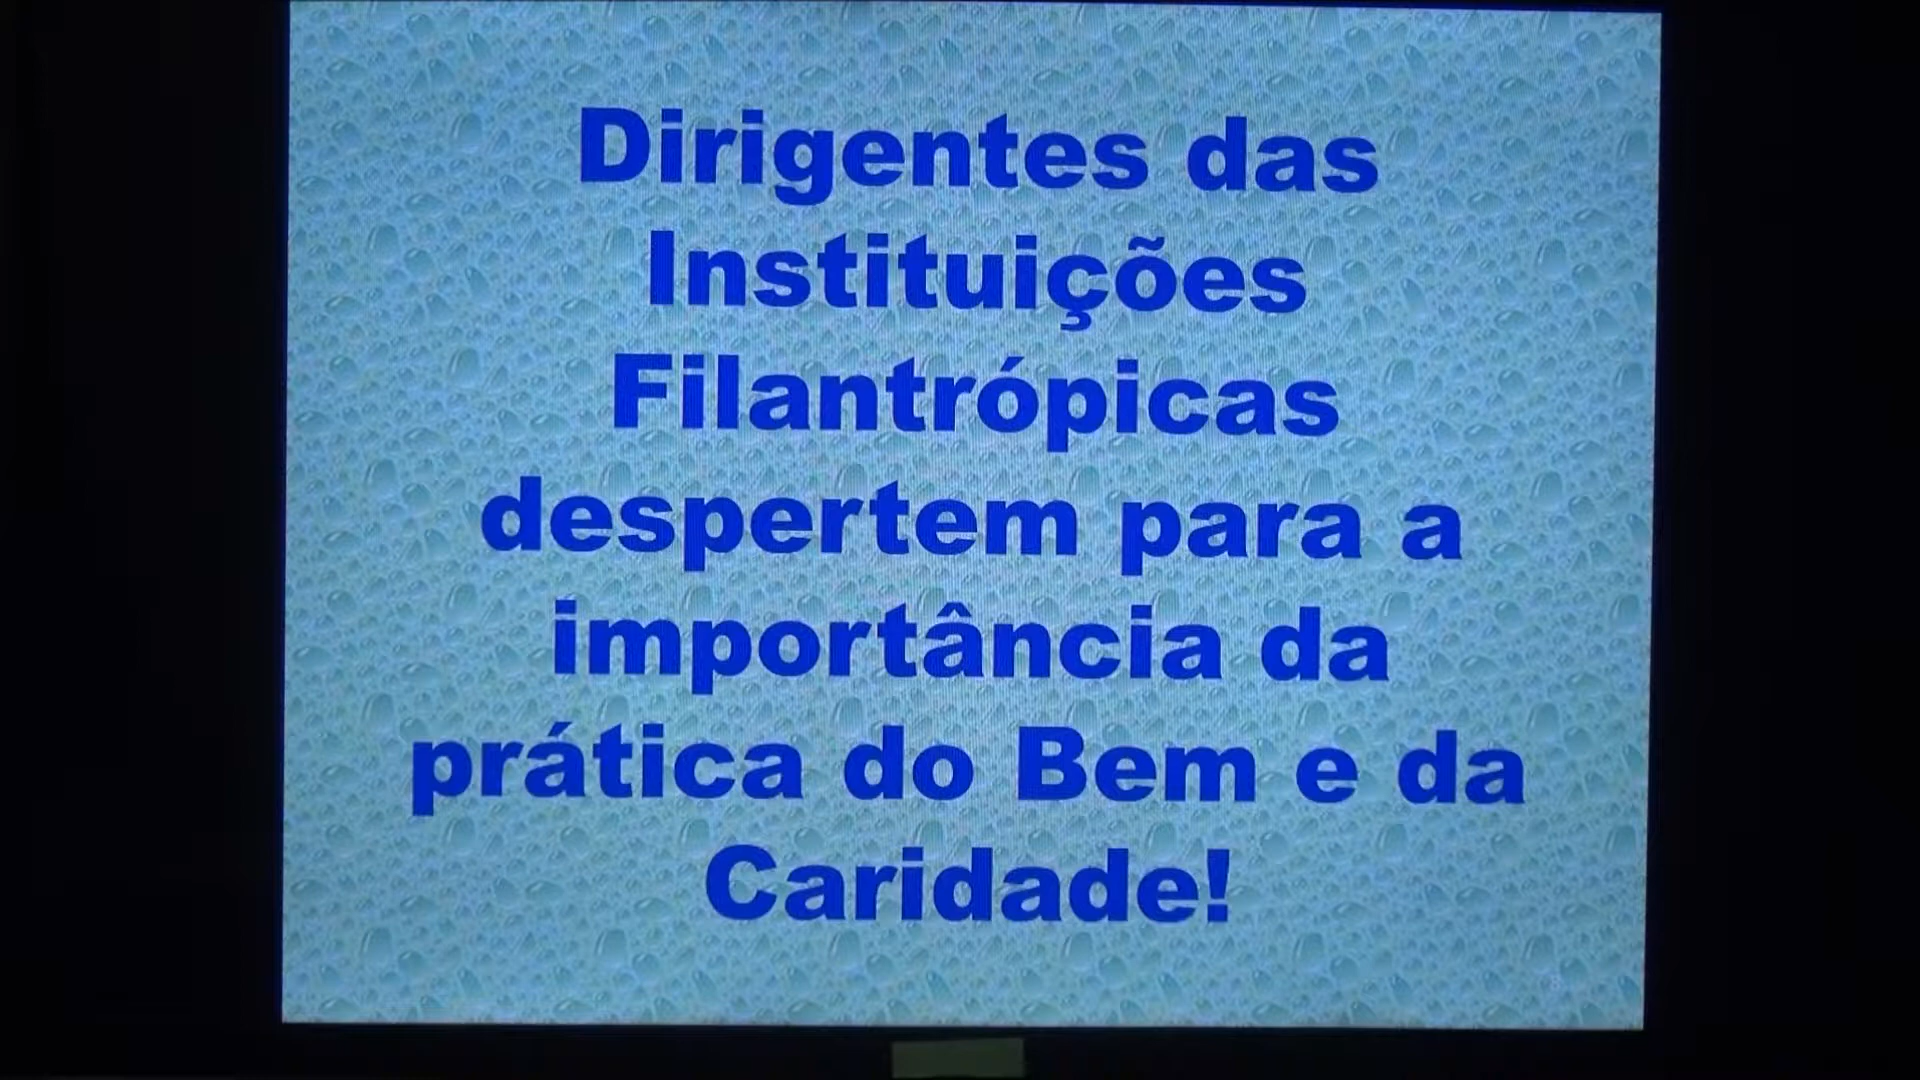 Dirigentes das
Instituições
Filantrópicas
despertem para a
importância da
prática do Bem e da
Caridade!